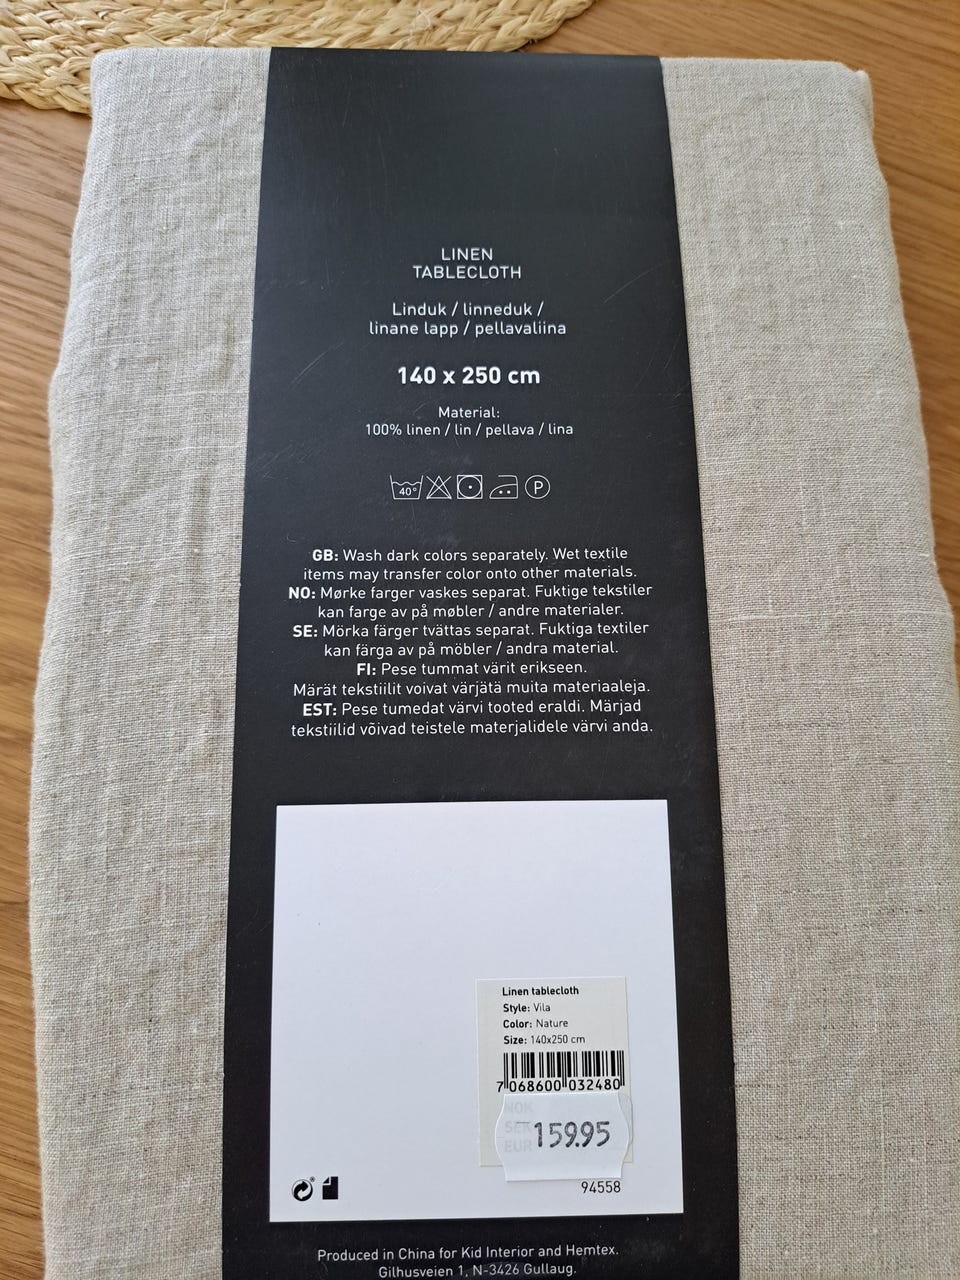 LINEN
TABLECLOTH
Linduk / linneduk /
linane lapp / pellavaliina
140 x 250 cm
Material:
100% linen / lin / pellava / lina
40°
P
GB: Wash dark colors separately. Wet textile
items may transfer color onto other materials.
NO: Mørke farger vaskes separat. Fuktige tekstiler
kan farge av på møbler / andre materialer.
SE: Mörka färger tvättas separat. Fuktiga textiler
kan färga av på möbler / andra material.
FI: Pese tummat värit erikseen.
Märät tekstiilit voivat värjätä muita materiaaleja.
EST: Pese tumedat värvi tooted eraldi. Märjad
tekstiilid võivad teistele materjalidele värvi anda.
Linen tablecloth
Style: Vila
Color: Nature
Size: 140x250 cm
7 068600 032480
NOK
SEK
EUR
159.95
94558
Produced in China for Kid Interior and Hemtex.
Gilhusveien 1, N-3426 Gullaug.